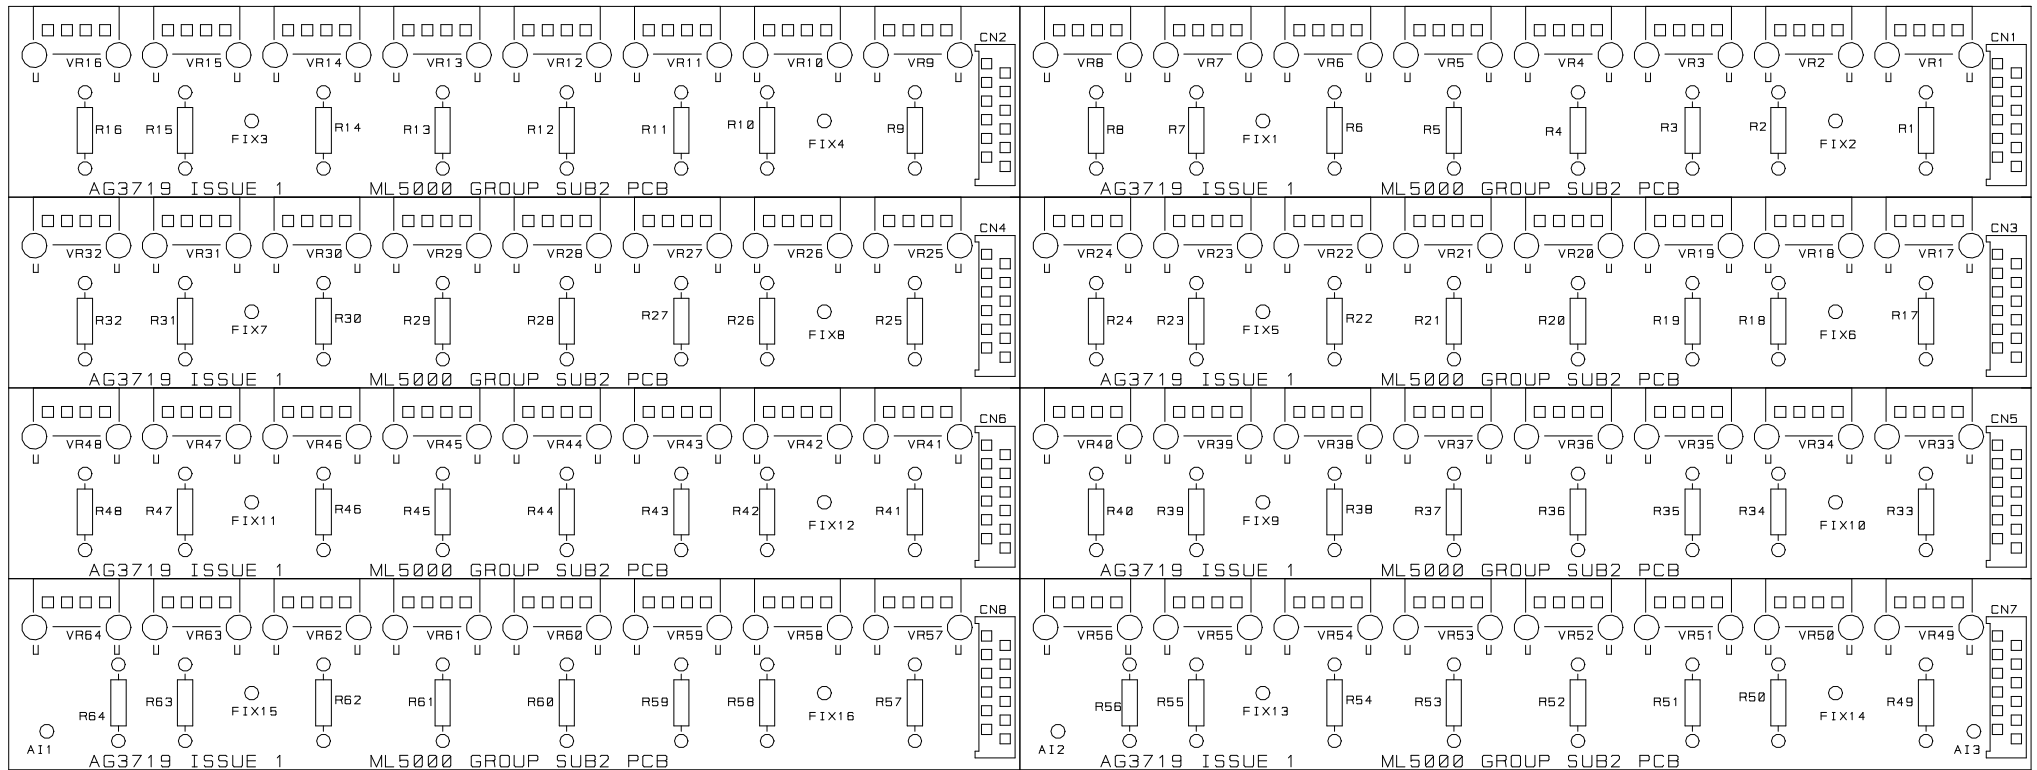 CN2 CN1
VR16 VR15 VR14 VR13 VR12 VR11 VR10 VR9 VR8 VR7 VR6 VR5 VR4 VR3 VR2 VR1
R16 R15 R14 R13 R12 R11 R10 R9 R8 R7 R6 R5 R4 R3 R2 R1
FIX3 FIX4 FIX1 FIX2
AG3719 ISSUE 1 ML5000 GROUP SUB2 PCB AG3719 ISSUE 1 ML5000 GROUP SUB2 PCB
CN4 CN3
VR32 VR31 VR30 VR29 VR28 VR27 VR26 VR25 VR24 VR23 VR22 VR21 VR20 VR19 VR18 VR17
R32 R31 R30 R29 R28 R27 R26 R25 R24 R23 R22 R21 R20 R19 R18 R17
FIX7 FIX8 FIX5 FIX6
AG3719 ISSUE 1 ML5000 GROUP SUB2 PCB AG3719 ISSUE 1 ML5000 GROUP SUB2 PCB
CN6 CN5
VR48 VR47 VR46 VR45 VR44 VR43 VR42 VR41 VR40 VR39 VR38 VR37 VR36 VR35 VR34 VR33
R48 R47 R46 R45 R44 R43 R42 R41 R40 R39 R38 R37 R36 R35 R34 R33
FIX11 FIX12 FIX9 FIX10
AG3719 ISSUE 1 ML5000 GROUP SUB2 PCB AG3719 ISSUE 1 ML5000 GROUP SUB2 PCB
CN8 CN7
VR64 VR63 VR62 VR61 VR60 VR59 VR58 VR57 VR56 VR55 VR54 VR53 VR52 VR51 VR50 VR49
R64 R63 R62 R61 R60 R59 R58 R57 R56 R55 R54 R53 R52 R51 R50 R49
FIX15 FIX16 FIX13 FIX14
AI1 AI2 AI3
AG3719 ISSUE 1 ML5000 GROUP SUB2 PCB AG3719 ISSUE 1 ML5000 GROUP SUB2 PCB